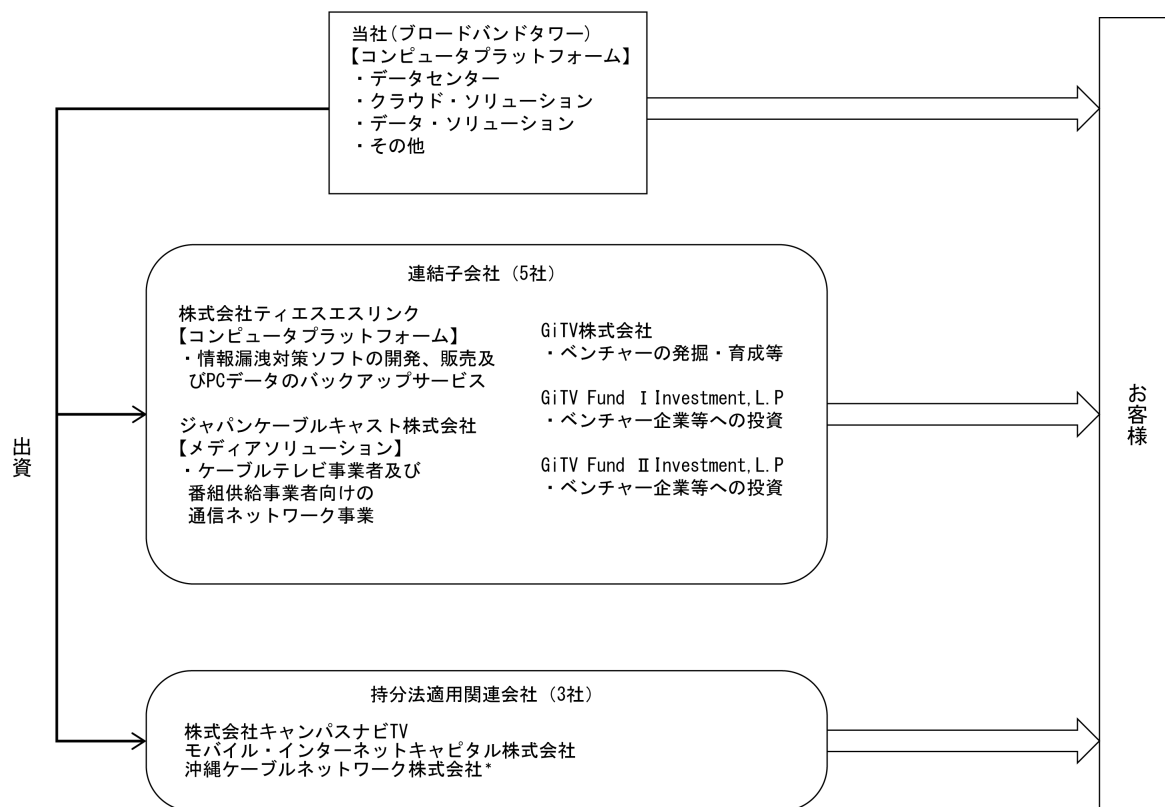 当社(ブロードバンドタワー)
【コンピュータプラットフォーム】
・データセンター
・クラウド・ソリューション
・データ・ソリューション
・その他
連結子会社（5社）
株式会社ティエスエスリンク
【コンピュータプラットフォーム】
・情報漏洩対策ソフトの開発、販売及
びPCデータのバックアップサービス
ジャパンケーブルキャスト株式会社
【メディアソリューション】
・ケーブルテレビ事業者及び
番組供給事業者向けの
通信ネットワーク事業
GiTV株式会社
・ベンチャーの発掘・育成等
GiTV Fund Ⅰ Investment, L.P
・ベンチャー企業等への投資
GiTV Fund Ⅱ Investment, L.P
・ベンチャー企業等への投資
出資
お客様
持分法適用関連会社（3社）
株式会社キャンパスナビTV
モバイル・インターネットキャピタル株式会社
沖縄ケーブルネットワーク株式会社*